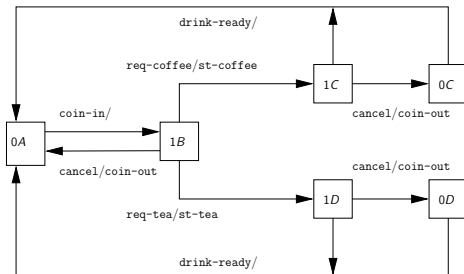 drink-ready/
req-coffee/st-coffee
1C
0C
coin-in/
cancel/coin-out
0A
1B
cancel/coin-out
cancel/coin-out
1D
0D
req-tea/st-tea
drink-ready/